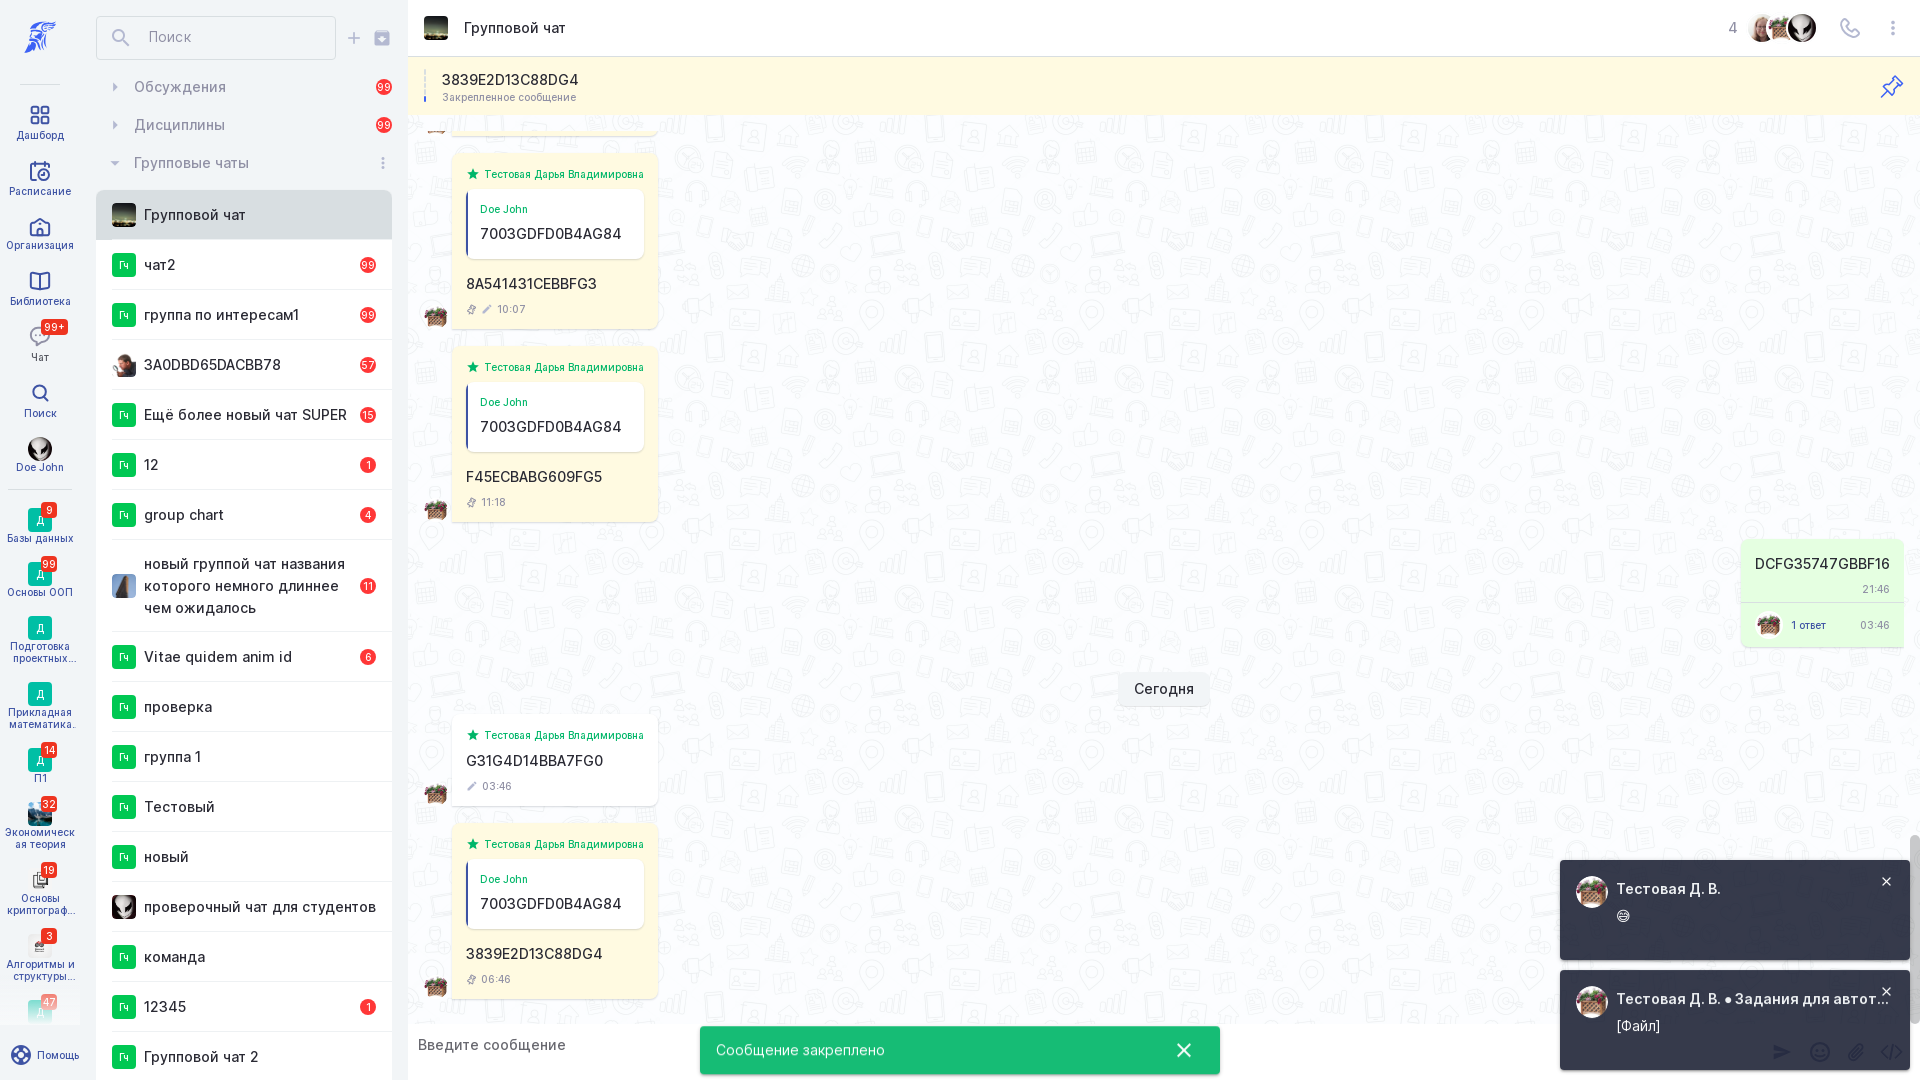 Дашборд
Расписание
Организация
Библиотека
99+
Чат
Поиск
Doe John
9
Д
Базы данных
99
Д
Основы ООП
Д
Подготовка
проектных...
Д
Прикладная
математика.
14
Д
П1
32
Экономическ
ая теория
19
Основы
криптограф...
3
Алгоритмы и
структуры...
47
Д
Помощь
Поиск
Обсуждения
99
Дисциплины
99
Групповые чаты
Групповой чат
Гч
чат2
99
Гч
группа по интересам1
99
3A0DBD65DACBB78
57
Гч
Ещё более новый чат SUPER
15
Гч
12
1
Гч
group chart
4
новый группой чат названия
которого немного длиннее
чем ожидалось
11
Гч
Vitae quidem anim id
6
Гч
проверка
Гч
группа 1
Гч
Тестовый
Гч
новый
проверочный чат для студентов
Гч
команда
Гч
12345
1
Гч
Групповой чат 2
Групповой чат
4
3839E2D13C88DG4
Закрепленное сообщение
Тестовая Дарья Владимировна
Doe John
7003GDFD0B4AG84
8A541431CEBBFG3
10:07
Тестовая Дарья Владимировна
Doe John
7003GDFD0B4AG84
F45ECBABG609FG5
11:18
DCFG35747GBBF16
21:46
1 ответ
03:46
Сегодня
Тестовая Дарья Владимировна
G31G4D14BBA7FG0
03:46
Тестовая Дарья Владимировна
Doe John
7003GDFD0B4AG84
3839E2D13C88DG4
06:46
Введите сообщение
Сообщение закреплено
Тестовая Д. В.
😅
Тестовая Д. В. ● Задания для автот...
[Файл]